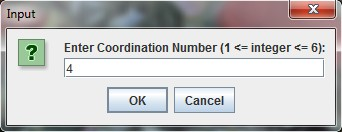 Input
Enter Coordination Number (1 <= integer <= 6):
4
OK Cancel